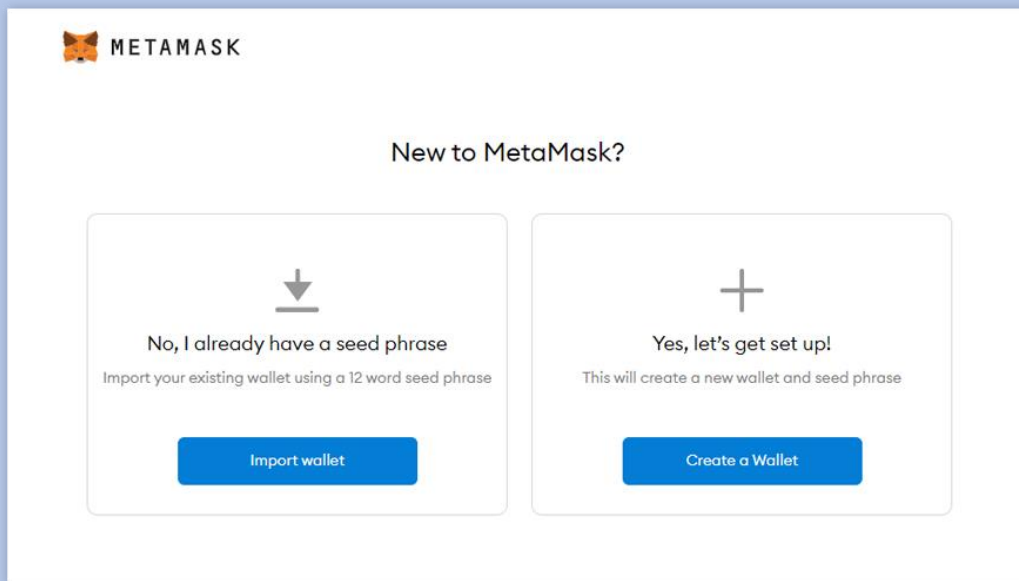 METAMASK
New to MetaMask?
No, I already have a seed phrase
Import your existing wallet using a 12 word seed phrase
Import wallet
Yes, let's get set up!
This will create a new wallet and seed phrase
Create a Wallet